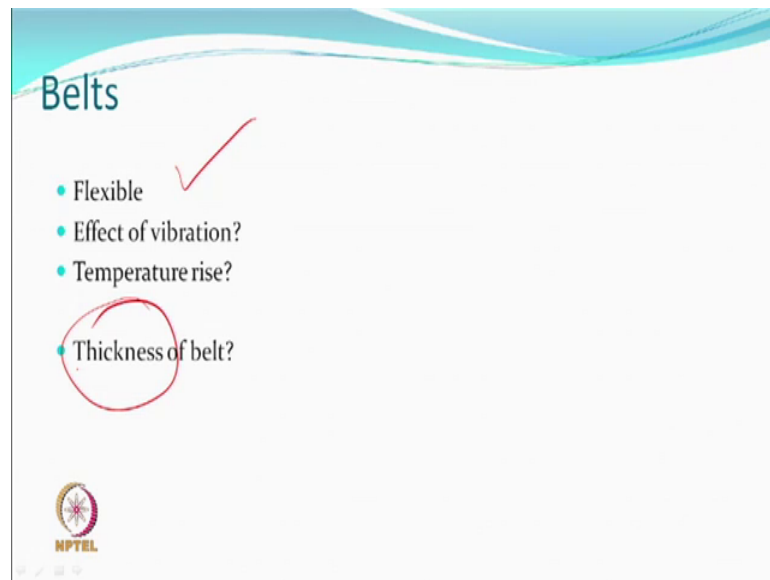 Belts
Flexible
Effect of vibration?
Temperature rise?
Thickness of belt?
NPTEL